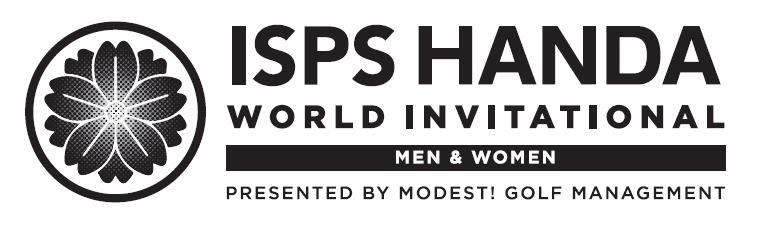 ISPS HANDA
WORLD INVITATIONAL
MEN & WOMEN
PRESENTED BY MODEST! GOLF MANAGEMENT